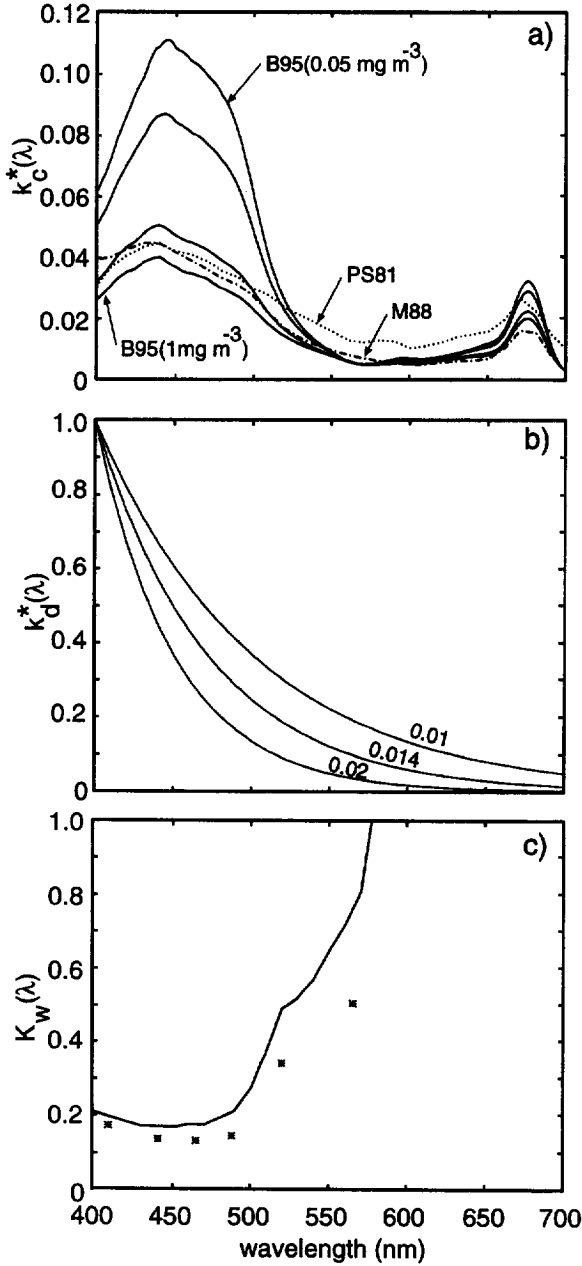 a)
0.12
0.10
0.08
0.06
0.04
0.02
0
k*c(λ)
B95(0.05 mg m-3)
PS81
M88
B95(1mg m-3)
b)
1.0
0.8
0.6
0.4
0.2
0
k*d(λ)
0.01
0.014
0.02
c)
1.0
0.8
0.6
0.4
0.2
0
Kw(λ)
400 450 500 550 600 650 700
wavelength (nm)